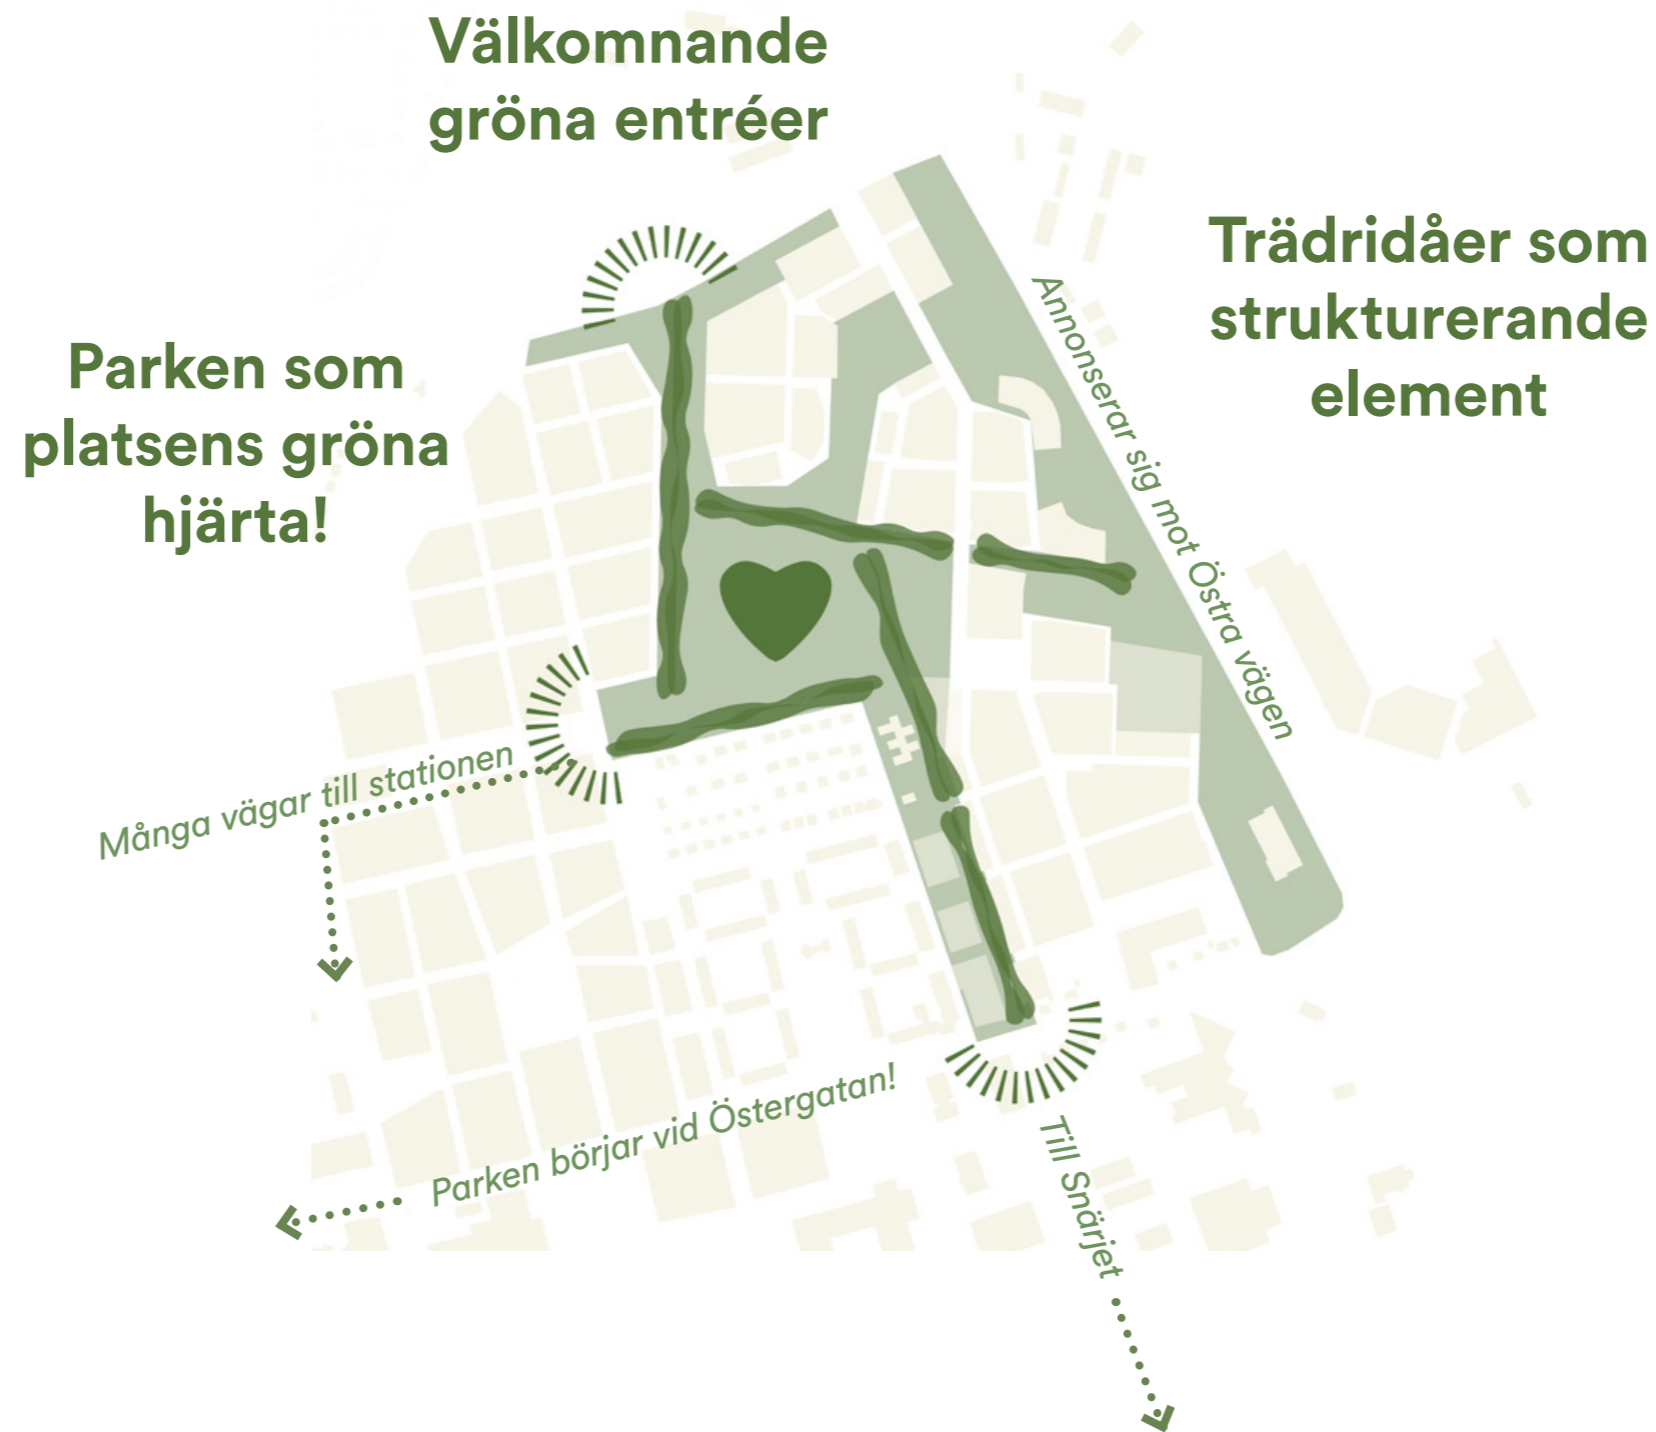 Välkomnande
gröna entréer
Trädridåer som
strukturerande
element
Parken som
platsens gröna
hjärta!
Annonserar sig mot Östra vägen
Många vägar till stationen
Parken börjar vid Östergatan!
Till Snärjet